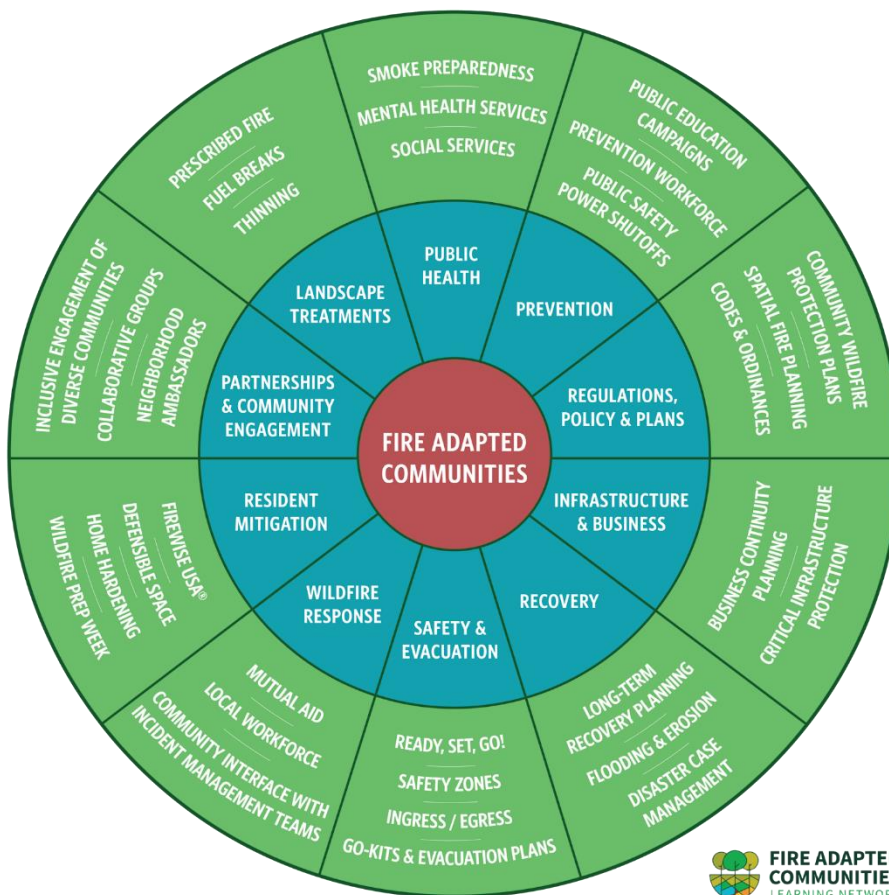 FIRE ADAPTED
COMMUNITIES
PUBLIC
HEALTH
SMOKE PREPAREDNESS
MENTAL HEALTH SERVICES
SOCIAL SERVICES
PREVENTION
PUBLIC EDUCATION
CAMPAIGNS
PREVENTION WORKFORCE
PUBLIC SAFETY
POWER SHUTOFFS
REGULATIONS,
POLICY & PLANS
COMMUNITY WILDFIRE
PROTECTION PLANS
SPATIAL FIRE PLANNING
CODES & ORDINANCES
INFRASTRUCTURE
& BUSINESS
BUSINESS CONTINUITY
PLANNING
CRITICAL INFRASTRUCTURE
PROTECTION
RECOVERY
LONG-TERM
RECOVERY PLANNING
FLOODING & EROSION
DISASTER CASE
MANAGEMENT
SAFETY &
EVACUATION
READY, SET, GO!
SAFETY ZONES
INGRESS / EGRESS
GO-KITS & EVACUATION PLANS
WILDFIRE
RESPONSE
MUTUAL AID
LOCAL WORKFORCE
COMMUNITY INTERFACE WITH
INCIDENT MANAGEMENT TEAMS
RESIDENT
MITIGATION
FIREWISE USA®
DEFENSIBLE SPACE
HOME HARDENING
WILDFIRE PREP WEEK
PARTNERSHIPS
& COMMUNITY
ENGAGEMENT
INCLUSIVE ENGAGEMENT OF
DIVERSE COMMUNITIES
COLLABORATIVE GROUPS
NEIGHBORHOOD
AMBASSADORS
LANDSCAPE
TREATMENTS
PRESCRIBED FIRE
FUEL BREAKS
THINNING
FIRE ADAPTE
COMMUNITIE
LEARNING NETWOR